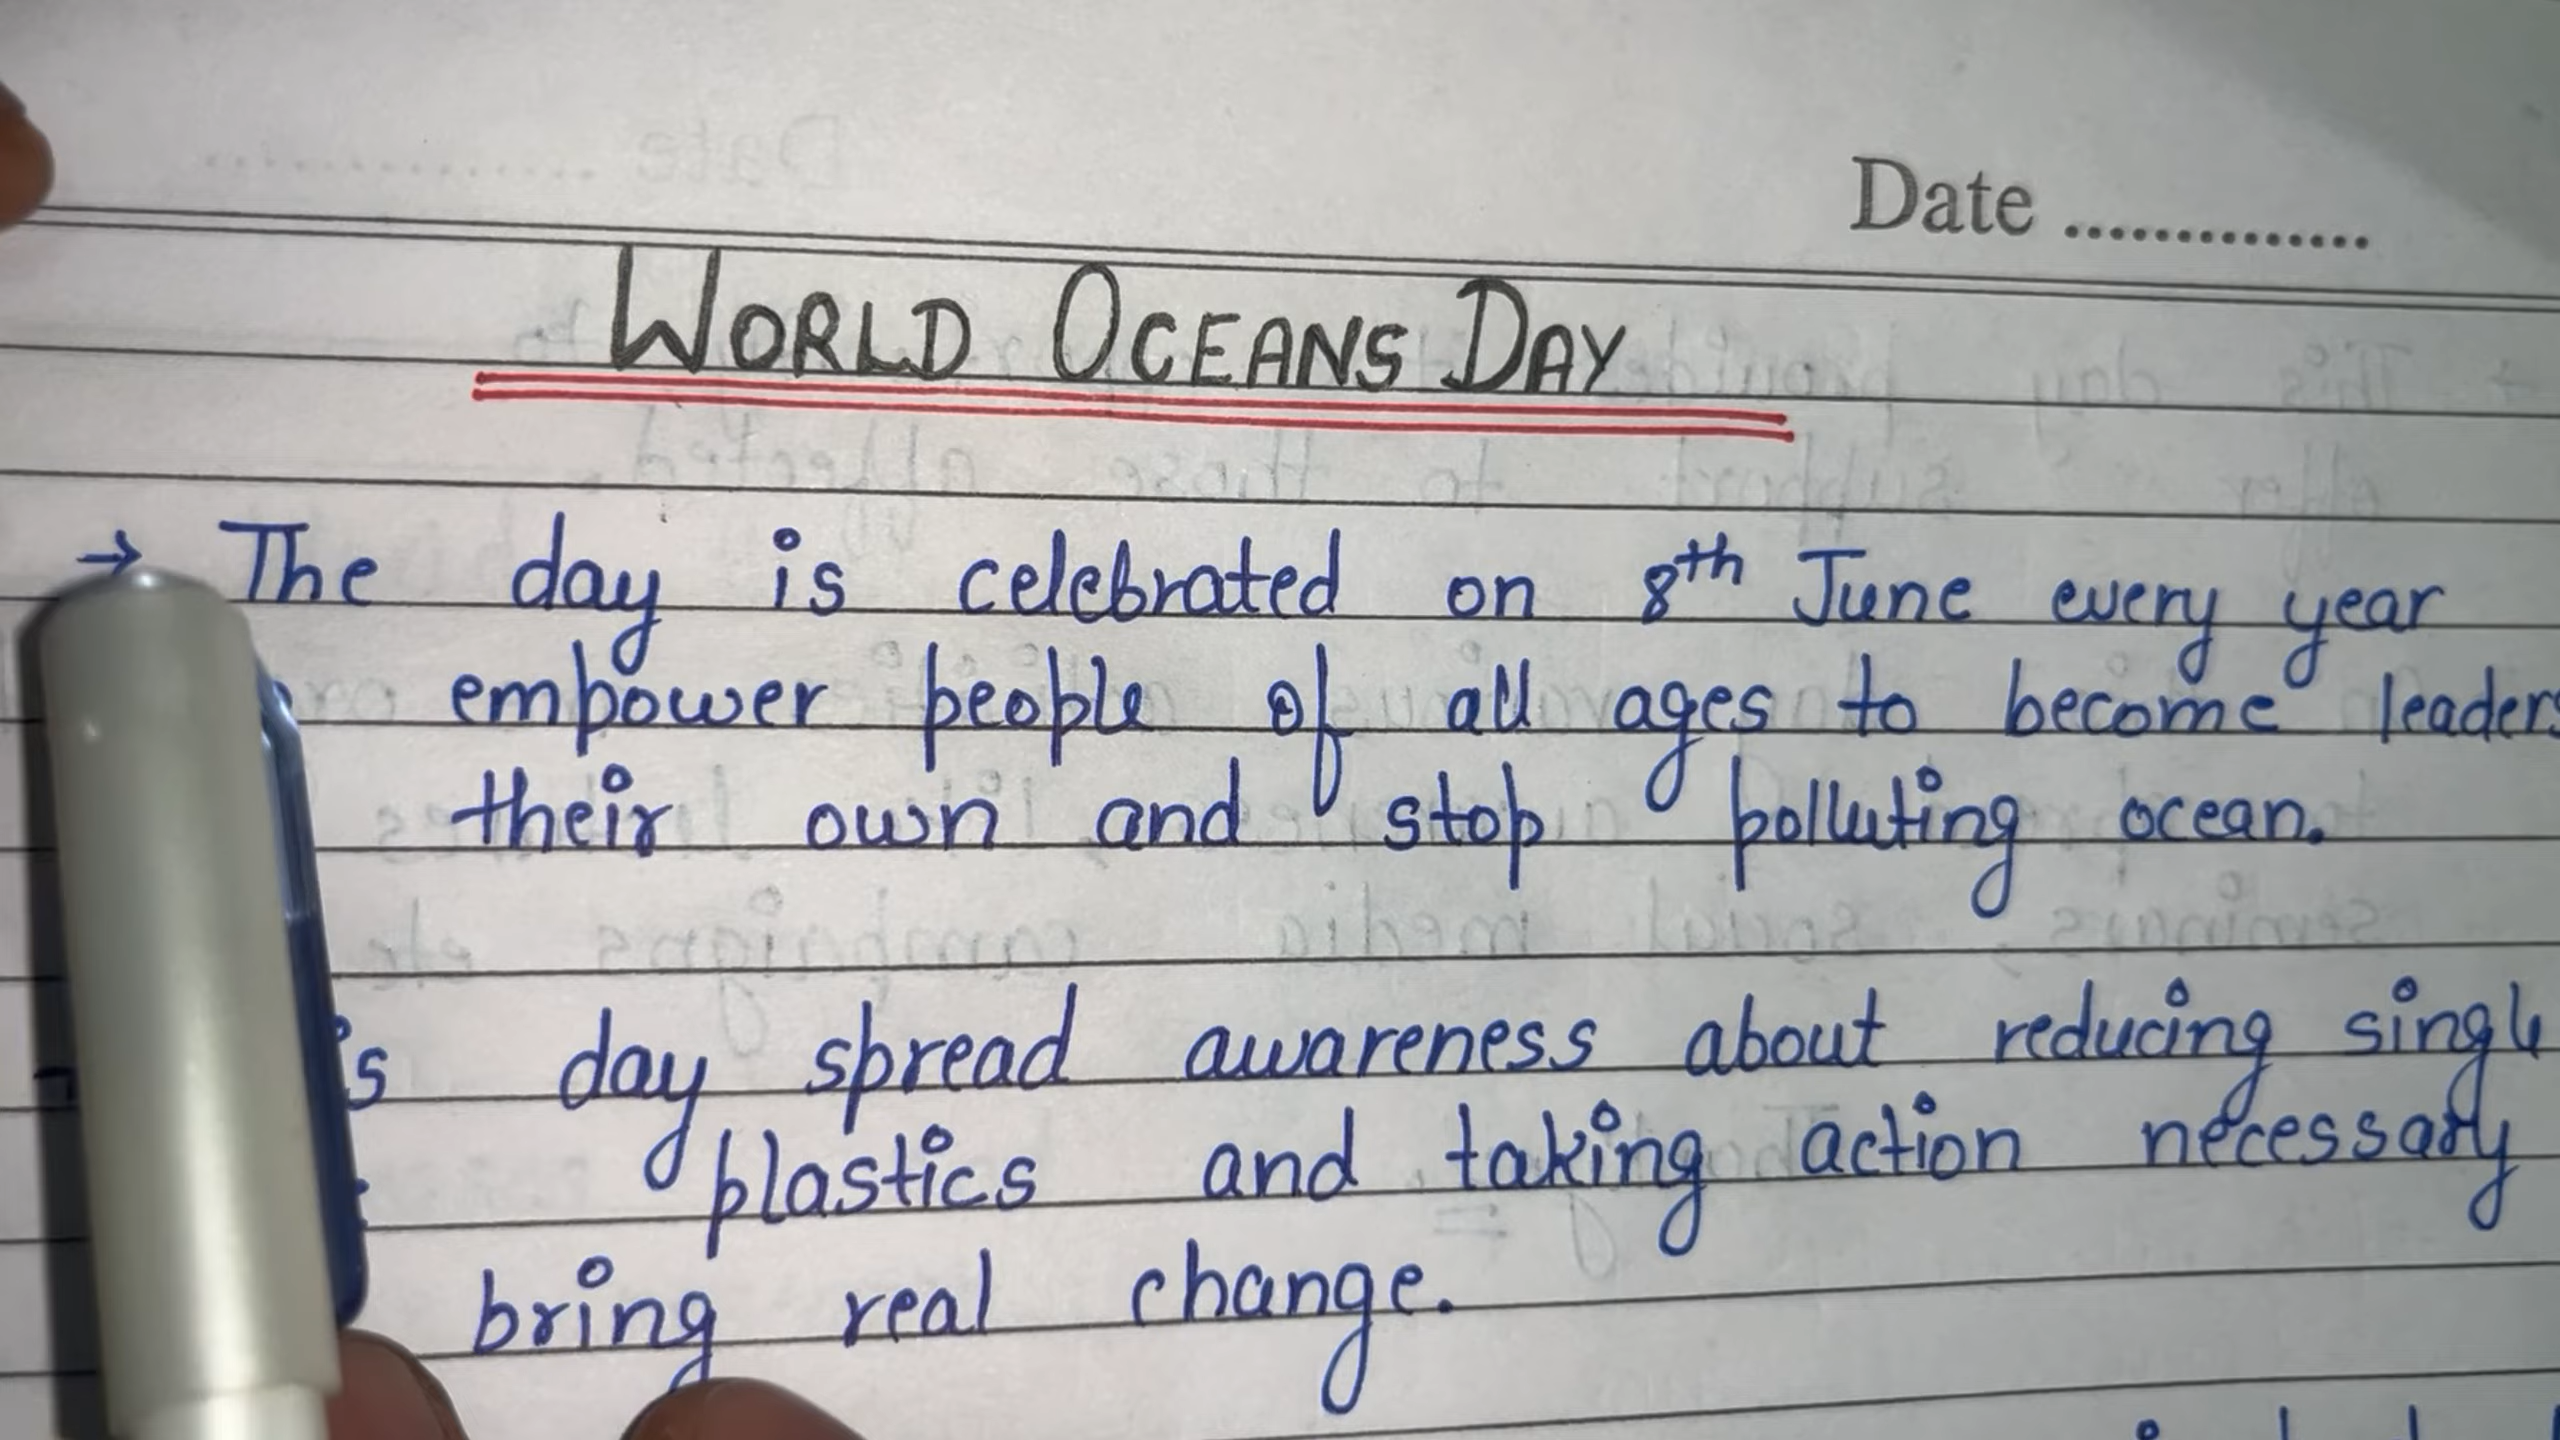 Date ..............
WORLD OCEANS DAY
→ The day is celebrated on 8th June every year
empower people of all ages to become leaders
their own and stop polluting ocean.
day spread awareness about reducing single
plastics and taking action necessary
bring real change.